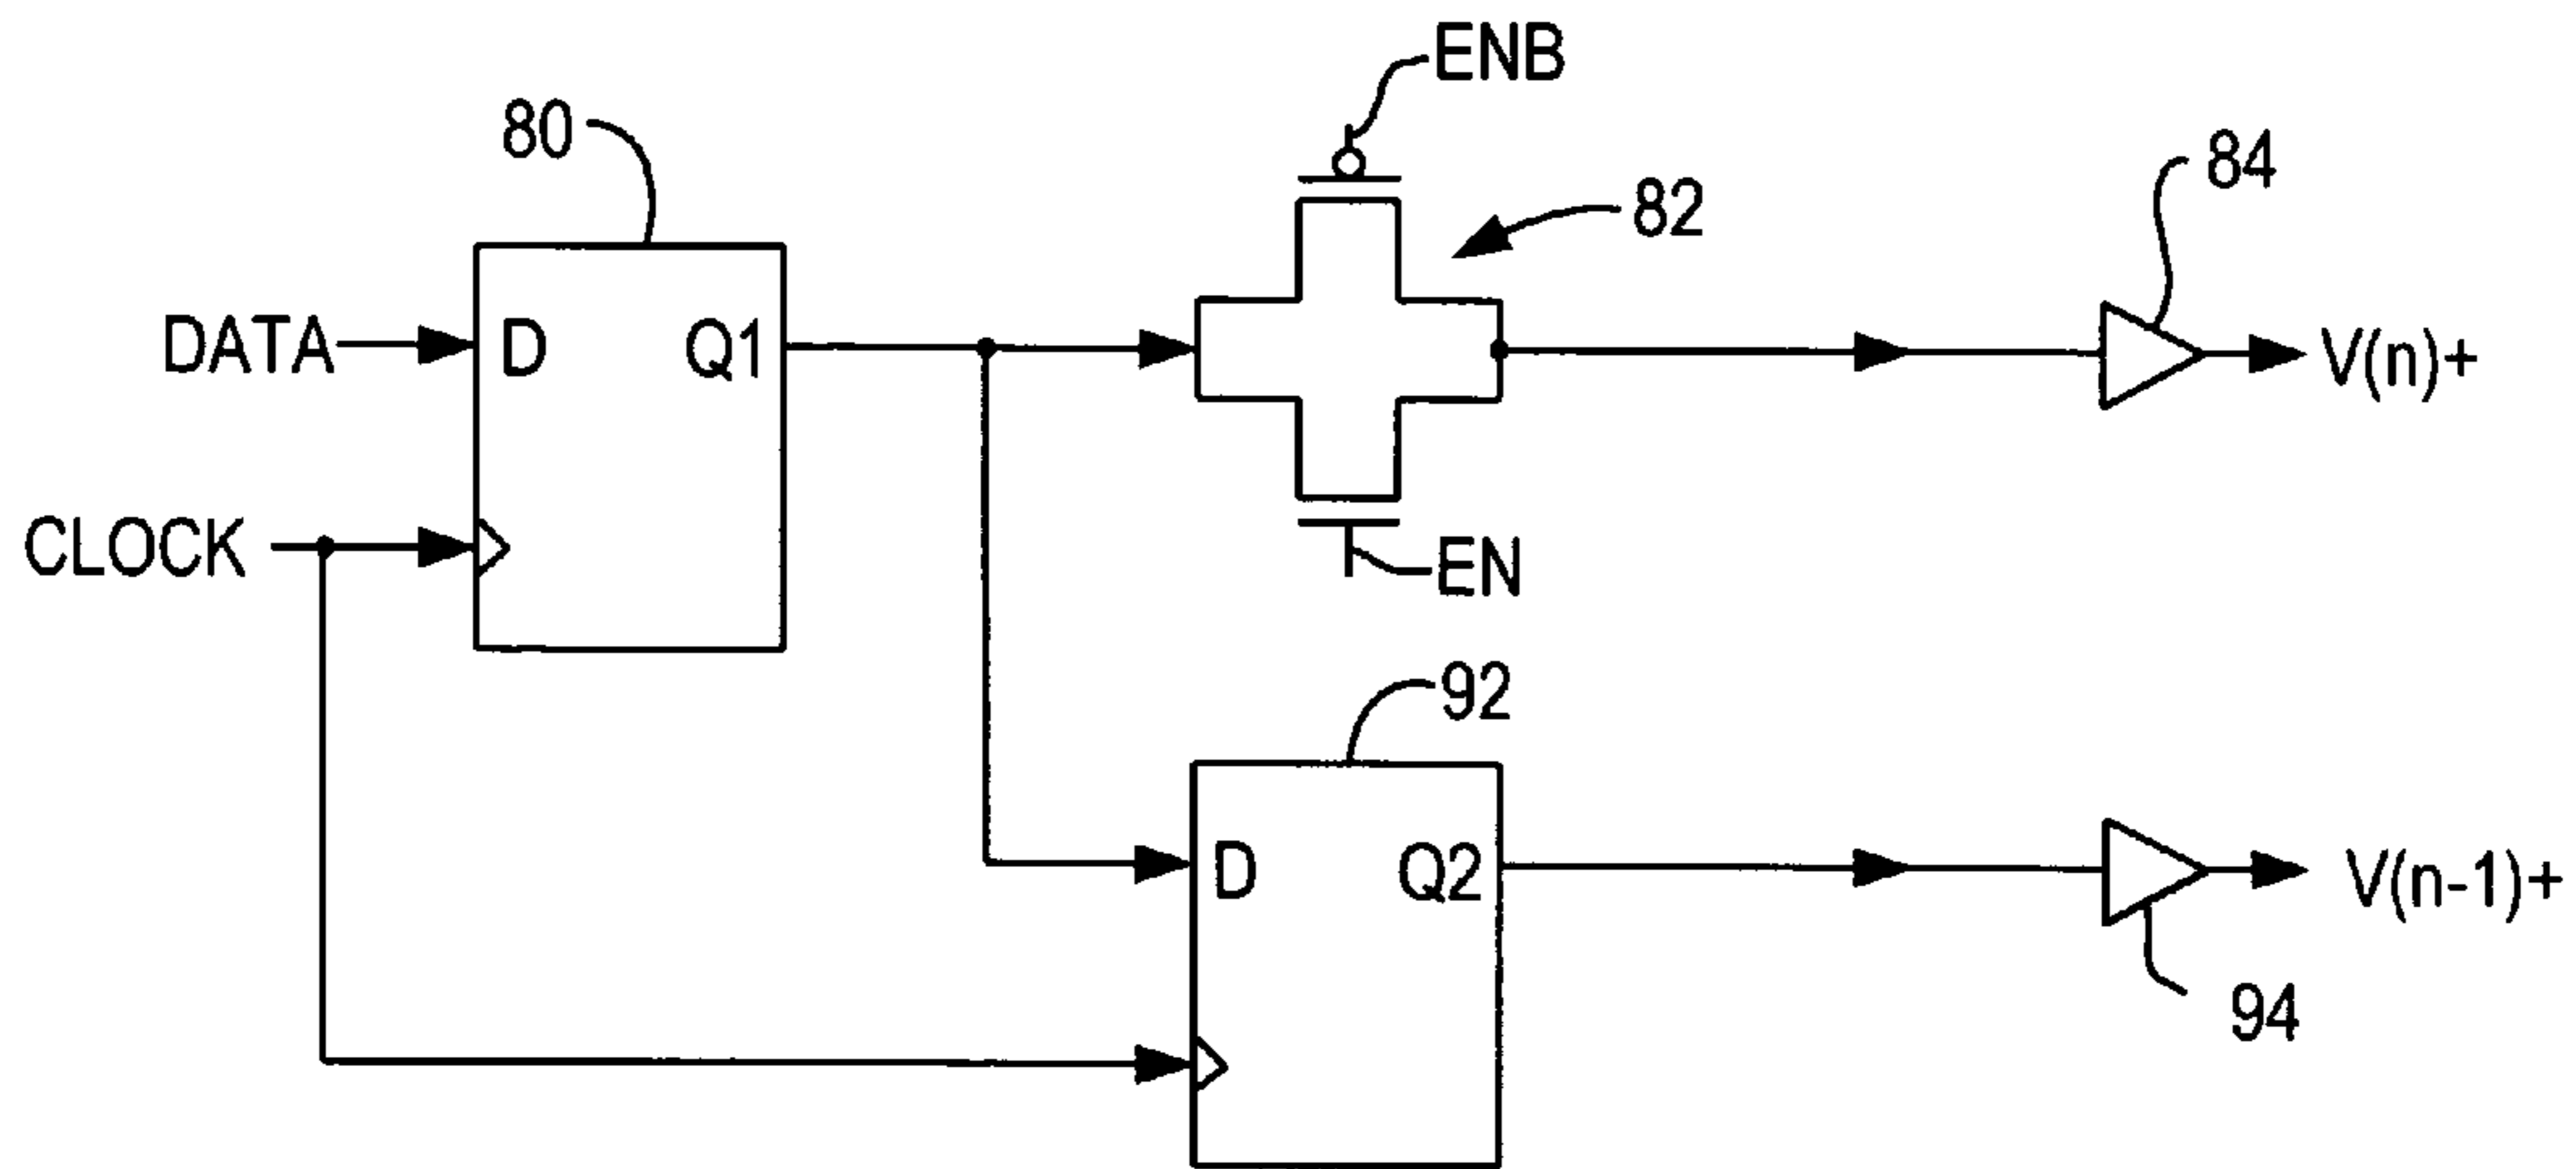 ENB
80
84
82
DATA
D
Q1
V(n)+
CLOCK
EN
92
D
Q2
V(n-1)+
94